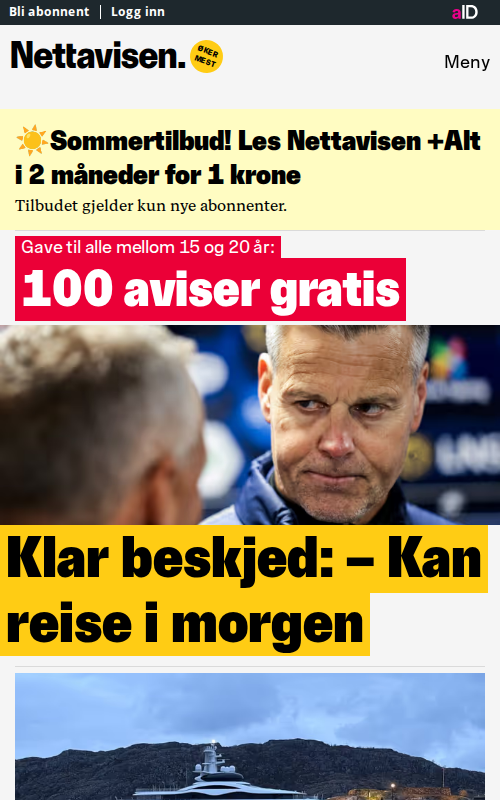 Bli abonnent | Logg inn
aID
Nettavisen.
ØKER
MEST
Meny
☀️Sommertilbud! Les Nettavisen +Alt
i 2 måneder for 1 krone
Tilbudet gjelder kun nye abonnenter.
Gave til alle mellom 15 og 20 år:
100 aviser gratis
Klar beskjed: – Kan
reise i morgen